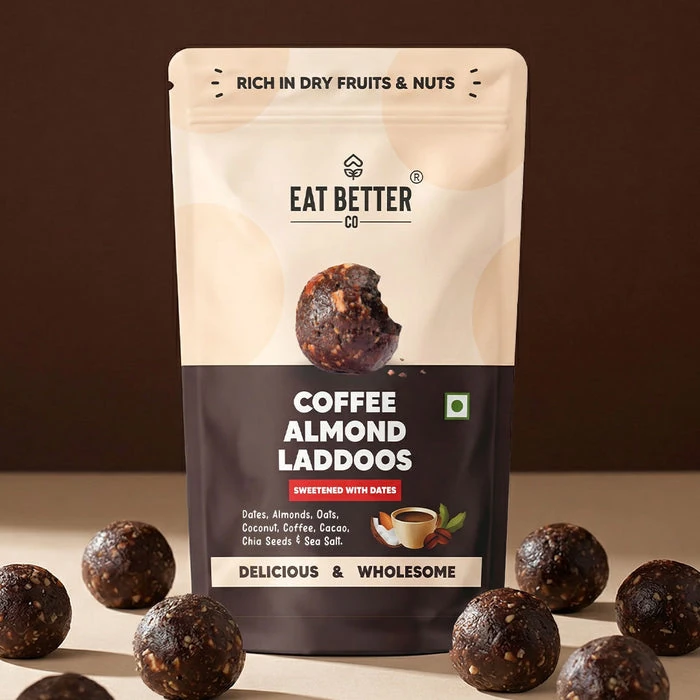 RICH IN DRY FRUITS & NUTS
EAT BETTER ®
CO
COFFEE
ALMOND
LADDOOS
SWEETENED WITH DATES
Dates, Almonds, Oats,
Coconut, Coffee, Cacao,
Chia Seeds & Sea Salt.
DELICIOUS & WHOLESOME